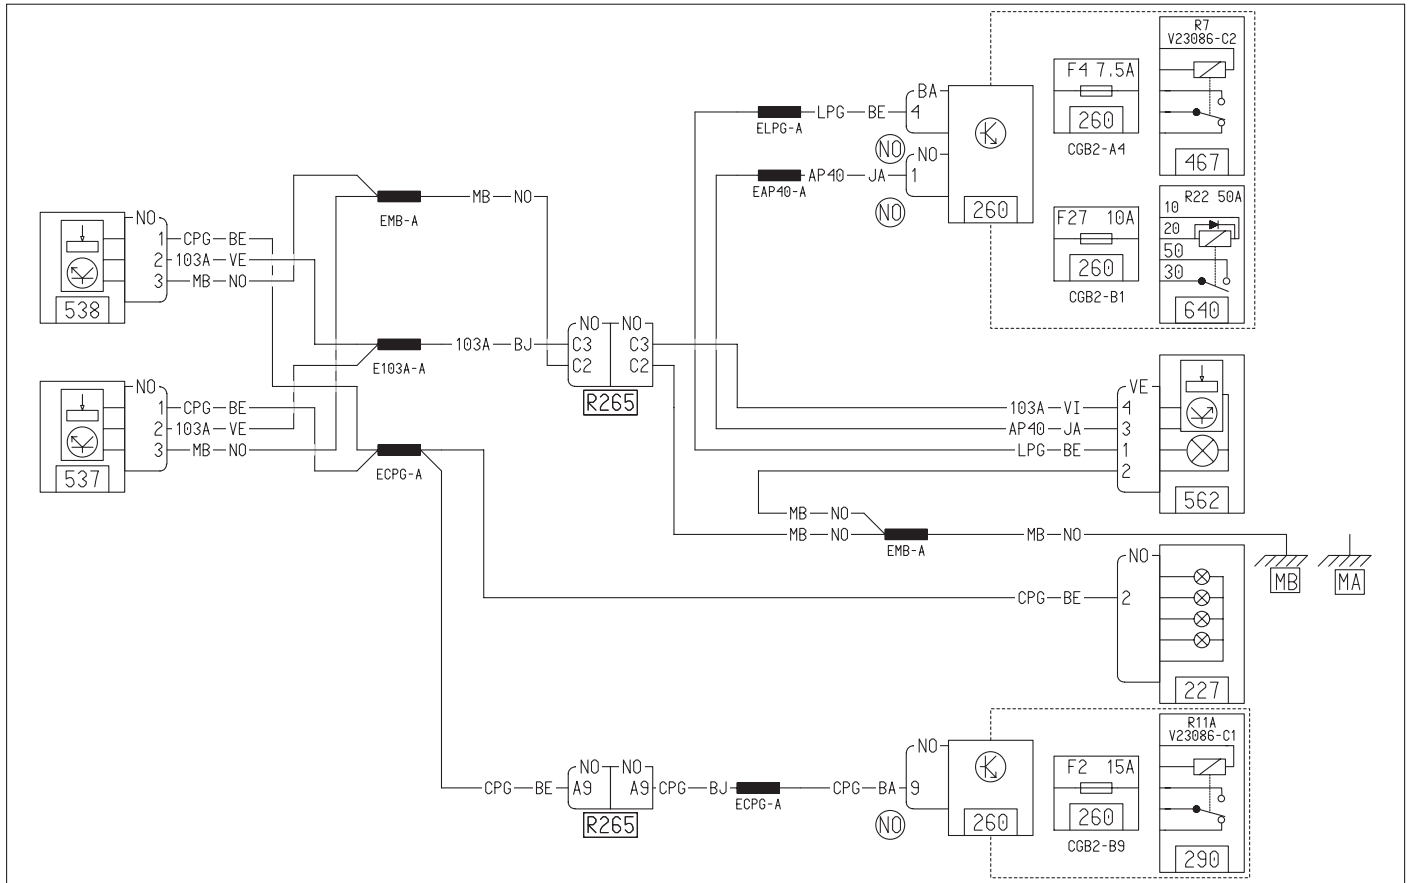 R7
V23086-C2
467
F4 7.5A
260
CGB2-A4
BA
4
NO
NO
1
NO
260
ELPG-A
LPG BE
EAP40-A
AP40 JA
R22 50A
10
20
50
30
640
F27 10A
260
CGB2-B1
EMB-A
MB NO
NO
1 CPG BE
2 103A VE
3 MB NO
538
E103A-A
103A BJ
NO NO
C3 C3
C2 C2
R265
NO
1 CPG BE
2 103A VE
3 MB NO
537
ECPG-A
VE
103A VI 4
AP40 JA 3
LPG BE 1
2
562
MB NO
MB NO
EMB-A
MB NO
MB
MA
NO
CPG BE 2
227
R11A
V23086-C1
290
F2 15A
260
CGB2-B9
NO
9
NO
260
CPG BE
NO NO
A9 A9
R265
CPG BJ
ECPG-A
CPG BA